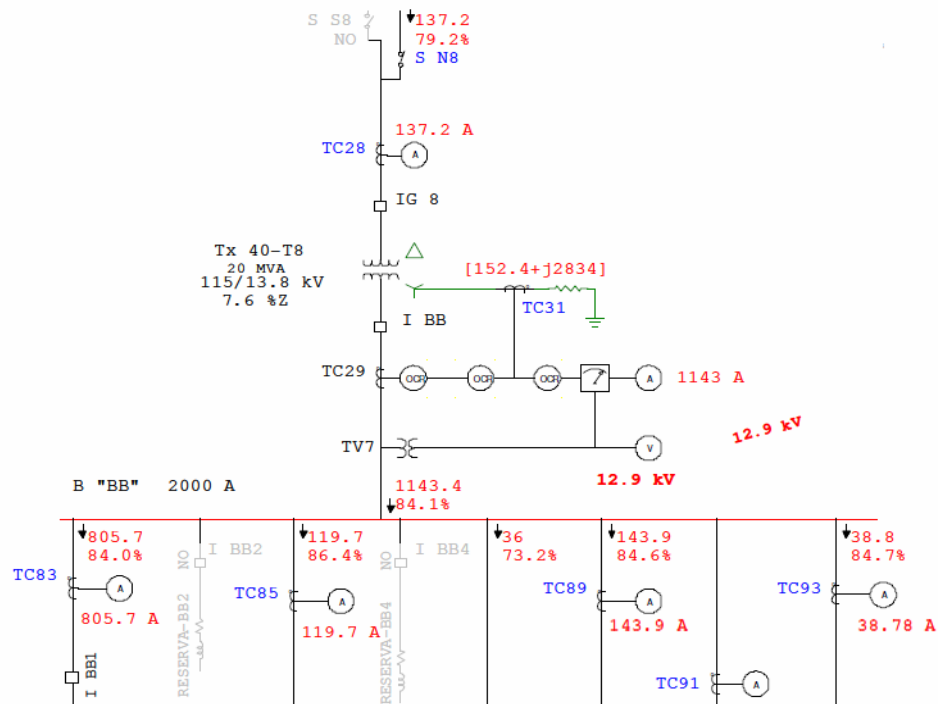 S S8
NO
137.2
79.2%
S N8
137.2 A
TC28
A
IG 8
Tx 40-T8
20 MVA
115/13.8 kV
7.6 %Z
[152.4+j2834]
TC31
I BB
TC29
OCR
OCR
OCR
A
1143 A
TV7
V
12.9 kV
12.9 kV
B "BB" 2000 A
1143.4
84.1%
805.7
84.0%
NO
I BB2
119.7
86.4%
NO
I BB4
36
73.2%
143.9
84.6%
38.8
84.7%
TC83
A
805.7 A
TC85
A
119.7 A
TC89
A
143.9 A
TC93
A
38.78 A
RESERVA-BB2
RESERVA-BB4
I BB1
TC91
A